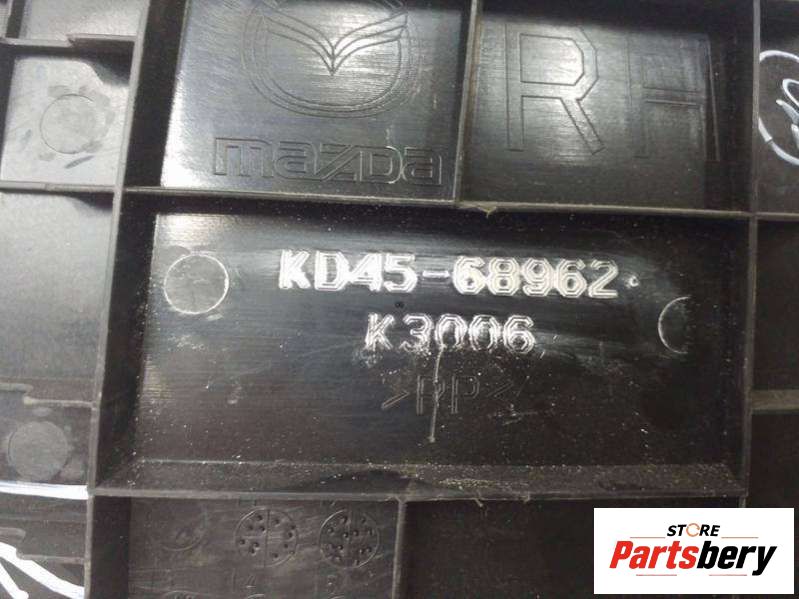 mazda
RH
KD45-68962
K3006
>PP<
STORE
Partsbery